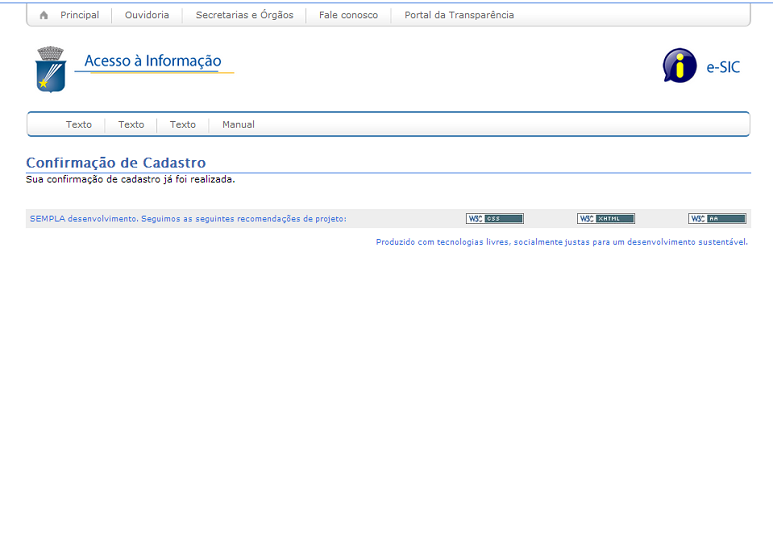 Principal Ouvidoria Secretarias e Órgãos Fale conosco Portal da Transparência
Acesso à Informação
e-SIC
Texto Texto Texto Manual
Confirmação de Cadastro
Sua confirmação de cadastro já foi realizada.
SEMPLA desenvolvimento. Seguimos as seguintes recomendações de projeto: W3C CSS W3C XHTML W3C AA
Produzido com tecnologias livres, socialmente justas para um desenvolvimento sustentável.